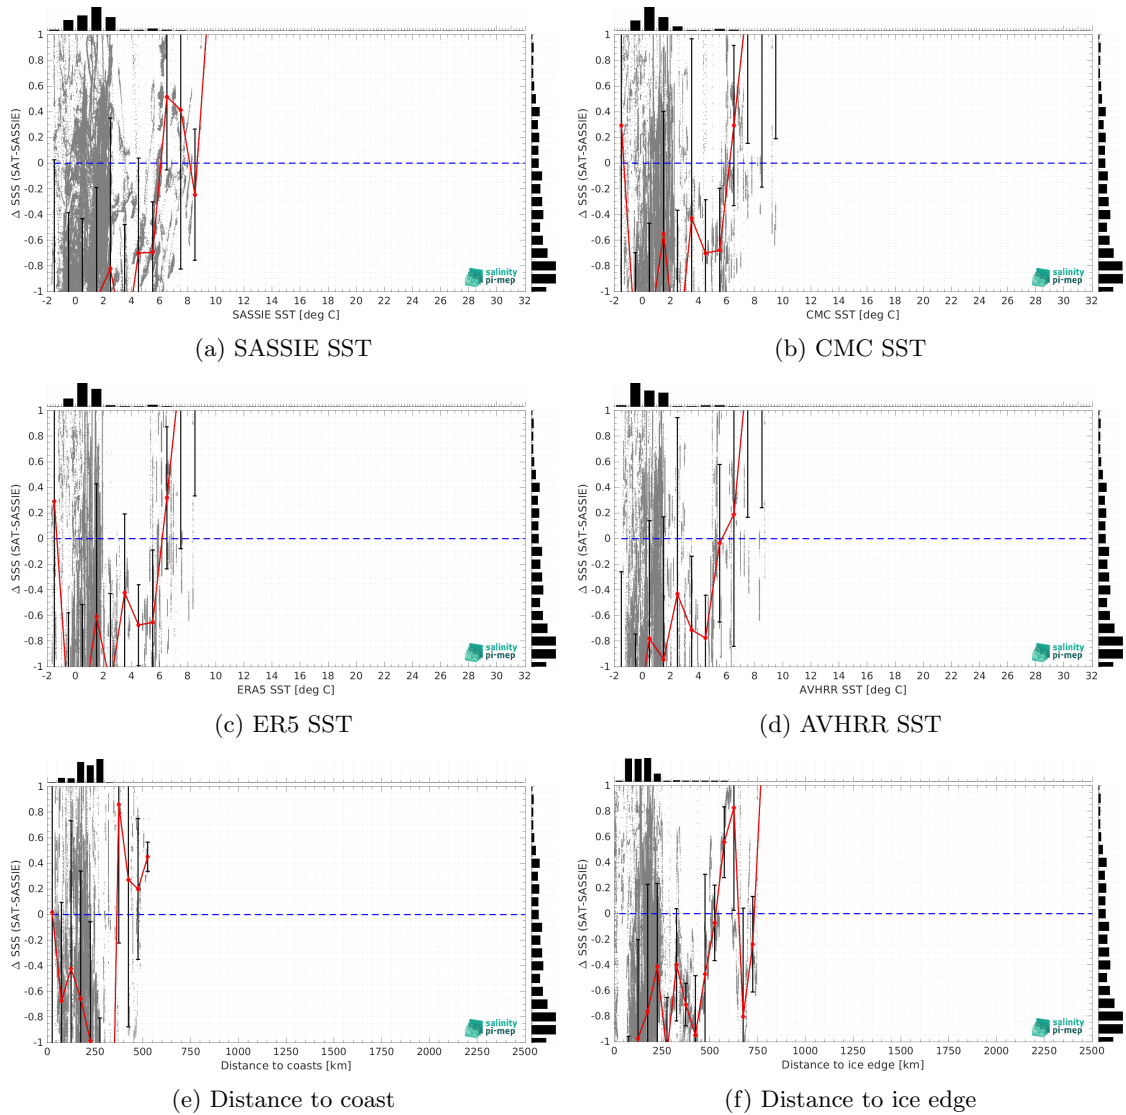 1
0.8
0.6
0.4
0.2
0
-0.2
-0.4
-0.6
-0.8
-1
Δ SSS (SAT-SASSIE)
salinity
pi-mep
-2 0 2 4 6 8 10 12 14 16 18 20 22 24 26 28 30 32
SASSIE SST [deg C]
(a) SASSIE SST
1
0.8
0.6
0.4
0.2
0
-0.2
-0.4
-0.6
-0.8
-1
Δ SSS (SAT-SASSIE)
salinity
pi-mep
-2 0 2 4 6 8 10 12 14 16 18 20 22 24 26 28 30 32
CMC SST [deg C]
(b) CMC SST
1
0.8
0.6
0.4
0.2
0
-0.2
-0.4
-0.6
-0.8
-1
Δ SSS (SAT-SASSIE)
salinity
pi-mep
-2 0 2 4 6 8 10 12 14 16 18 20 22 24 26 28 30 32
ERA5 SST [deg C]
(c) ER5 SST
1
0.8
0.6
0.4
0.2
0
-0.2
-0.4
-0.6
-0.8
-1
Δ SSS (SAT-SASSIE)
salinity
pi-mep
-2 0 2 4 6 8 10 12 14 16 18 20 22 24 26 28 30 32
AVHRR SST [deg C]
(d) AVHRR SST
1
0.8
0.6
0.4
0.2
0
-0.2
-0.4
-0.6
-0.8
-1
Δ SSS (SAT-SASSIE)
salinity
pi-mep
0 250 500 750 1000 1250 1500 1750 2000 2250 2500
Distance to coasts [km]
(e) Distance to coast
1
0.8
0.6
0.4
0.2
0
-0.2
-0.4
-0.6
-0.8
-1
Δ SSS (SAT-SASSIE)
salinity
pi-mep
0 250 500 750 1000 1250 1500 1750 2000 2250 2500
Distance to ice edge [km]
(f) Distance to ice edge